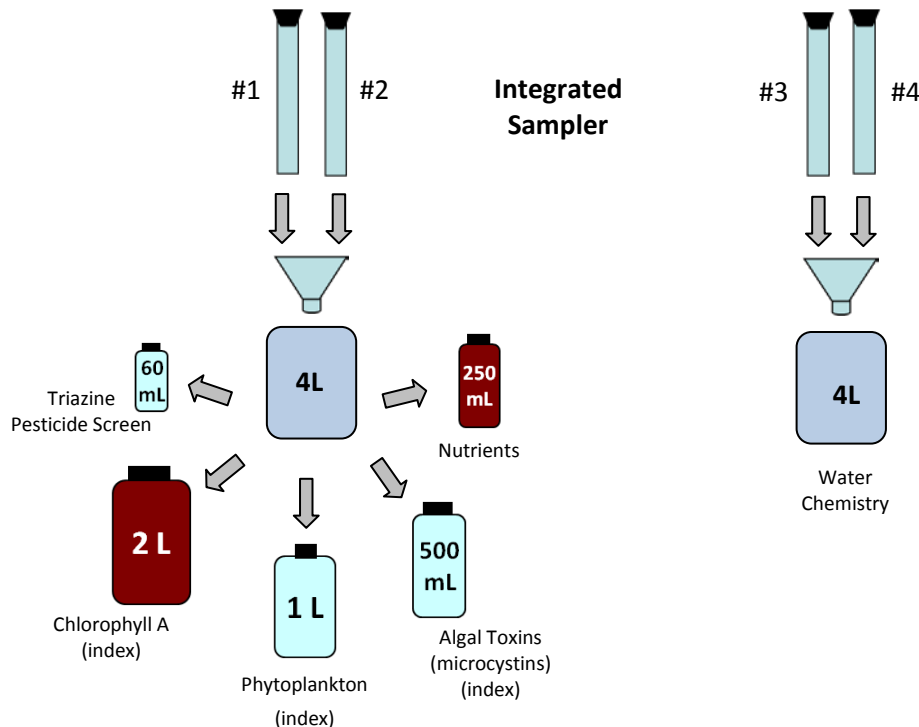 #1
#2
Integrated
Sampler
#3
#4
60
mL
Triazine
Pesticide Screen
4L
250
mL
Nutrients
4L
Water
Chemistry
2 L
Chlorophyll A
(index)
1 L
Phytoplankton
(index)
500
mL
Algal Toxins
(microcystins)
(index)